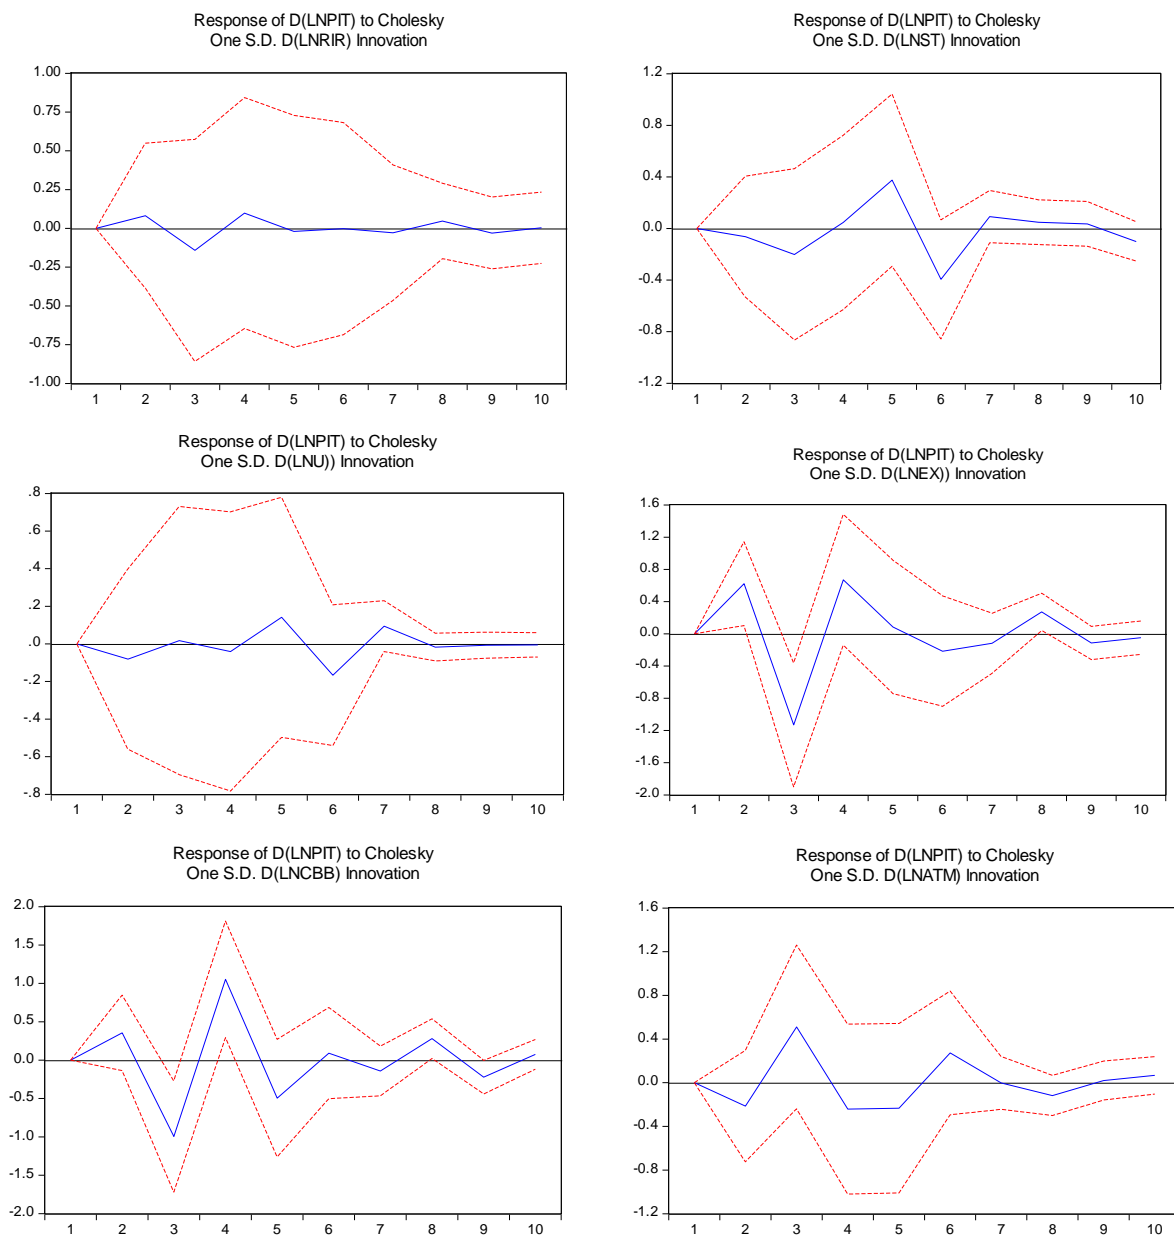 Response of D(LNPIT) to Cholesky
One S.D. D(LNRIR) Innovation
1.00
0.75
0.50
0.25
0.00
-0.25
-0.50
-0.75
-1.00
1 2 3 4 5 6 7 8 9 10
Response of D(LNPIT) to Cholesky
One S.D. D(LNST) Innovation
1.2
0.8
0.4
0.0
-0.4
-0.8
-1.2
1 2 3 4 5 6 7 8 9 10
Response of D(LNPIT) to Cholesky
One S.D. D(LNU)) Innovation
.8
.6
.4
.2
.0
-.2
-.4
-.6
-.8
1 2 3 4 5 6 7 8 9 10
Response of D(LNPIT) to Cholesky
One S.D. D(LNEX)) Innovation
1.6
1.2
0.8
0.4
0.0
-0.4
-0.8
-1.2
-1.6
-2.0
1 2 3 4 5 6 7 8 9 10
Response of D(LNPIT) to Cholesky
One S.D. D(LNCBB) Innovation
2.0
1.5
1.0
0.5
0.0
-0.5
-1.0
-1.5
-2.0
1 2 3 4 5 6 7 8 9 10
Response of D(LNPIT) to Cholesky
One S.D. D(LNATM) Innovation
1.6
1.2
0.8
0.4
0.0
-0.4
-0.8
-1.2
1 2 3 4 5 6 7 8 9 10